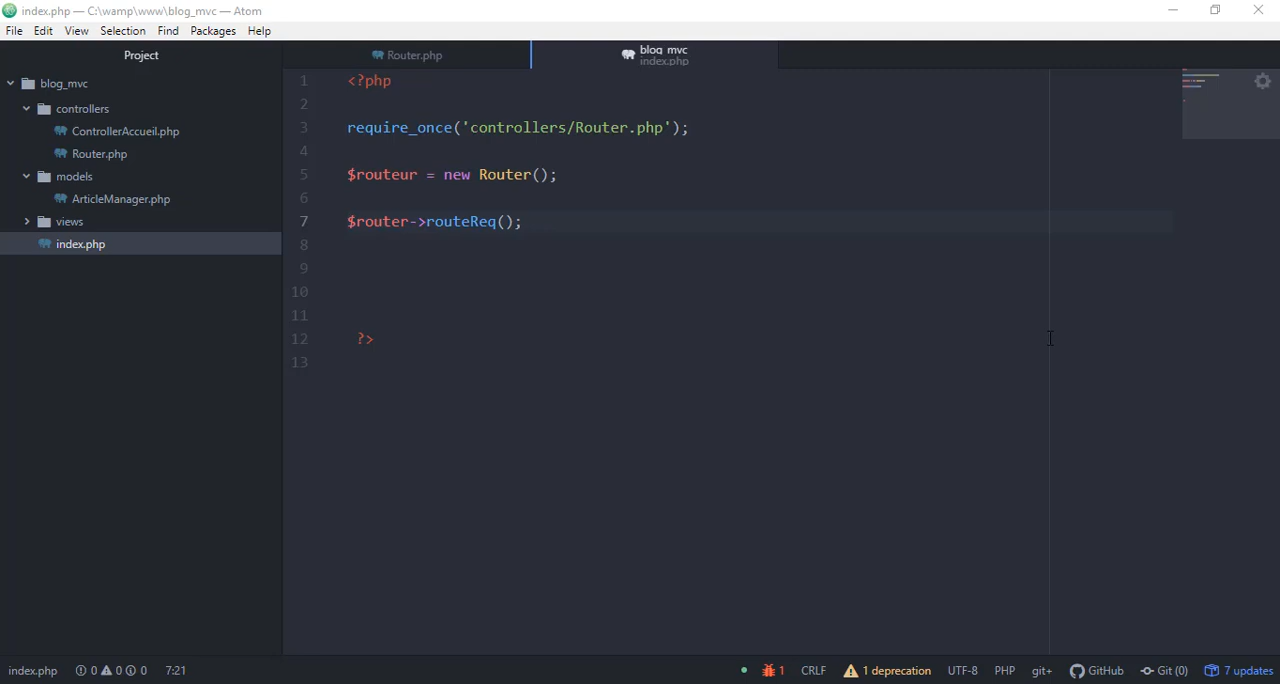 index.php — C:\wamp\www\blog_mvc — Atom
File Edit View Selection Find Packages Help
Project
Router.php
blog_mvc
index.php
blog_mvc
controllers
ControllerAccueil.php
Router.php
models
ArticleManager.php
views
index.php
1 <?php
2
3 require_once('controllers/Router.php');
4
5 $routeur = new Router();
6
7 $router->routeReq();
8
9
10
11
12 ?>
13
index.php 0 0 0 7:21
1 CRLF 1 deprecation UTF-8 PHP git+ GitHub Git (0) 7 updates